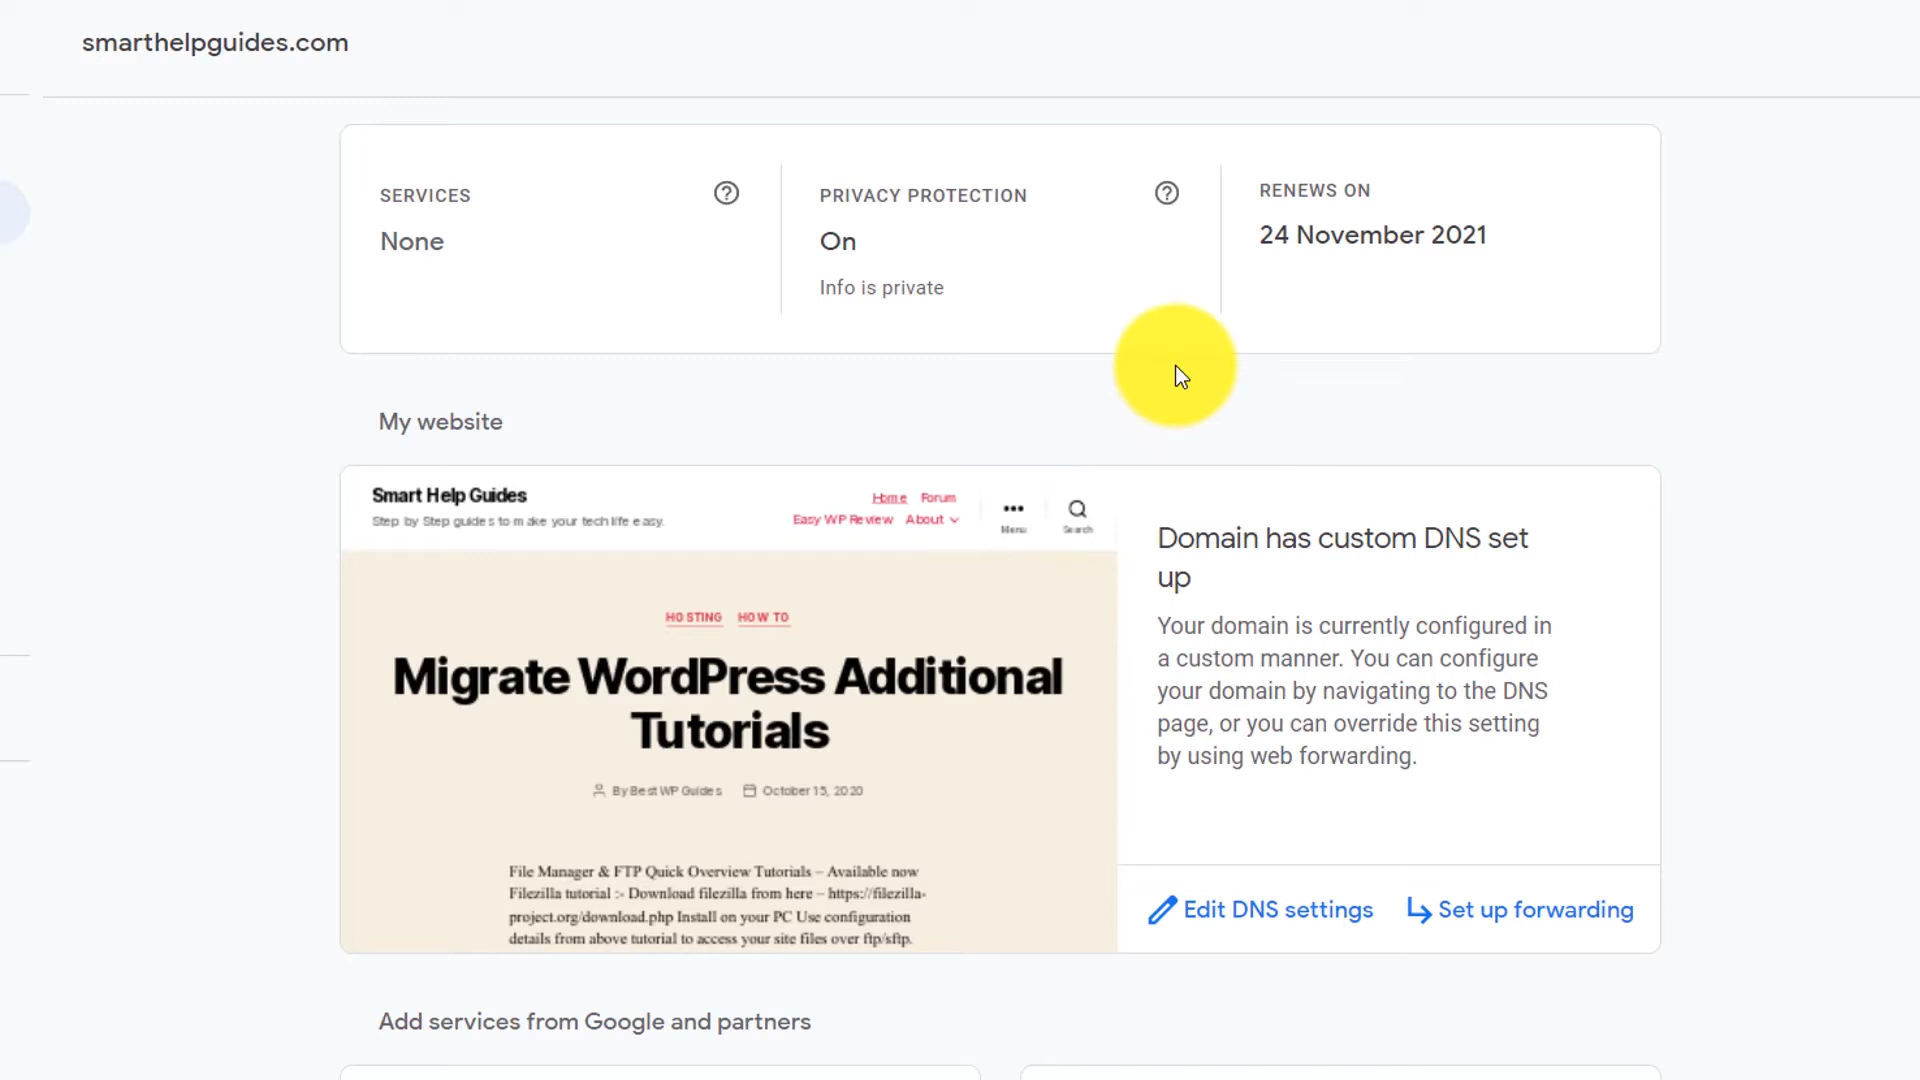 smarthelpguides.com
SERVICES
None
PRIVACY PROTECTION
On
Info is private
RENEWS ON
24 November 2021
My website
Smart Help Guides
Step by Step guides to make your tech life easy.
Home Forum
Easy WP Review About
Menu
Search
HOSTING HOW TO
Migrate WordPress Additional
Tutorials
By Best WP Guides October 15, 2020
File Manager & FTP Quick Overview Tutorials – Available now
Filezilla tutorial :- Download filezilla from here – https://filezilla-
project.org/download.php Install on your PC Use configuration
details from above tutorial to access your site files over ftp/sftp.
Domain has custom DNS set
up
Your domain is currently configured in
a custom manner. You can configure
your domain by navigating to the DNS
page, or you can override this setting
by using web forwarding.
Edit DNS settings
Set up forwarding
Add services from Google and partners